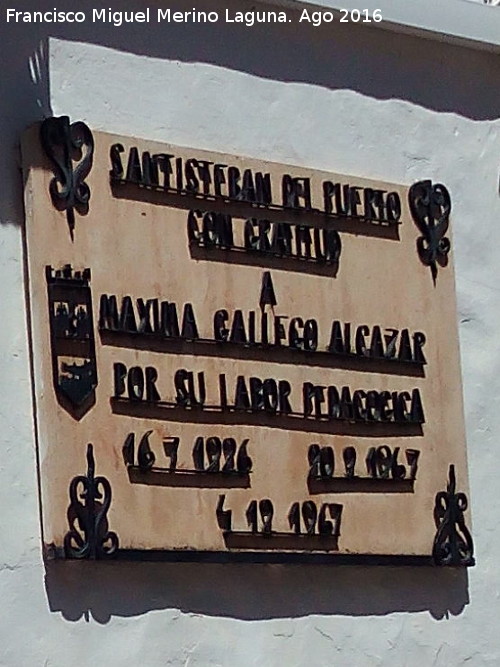 Francisco Miguel Merino Laguna. Ago 2016
SANTISTEBAN DEL PUERTO
CON GRATITUD
A
MAXIMA GALLEGO ALCAZAR
POR SU LABOR PEDAGOGICA
16 7 1926 20 2 1967
4 12 1967